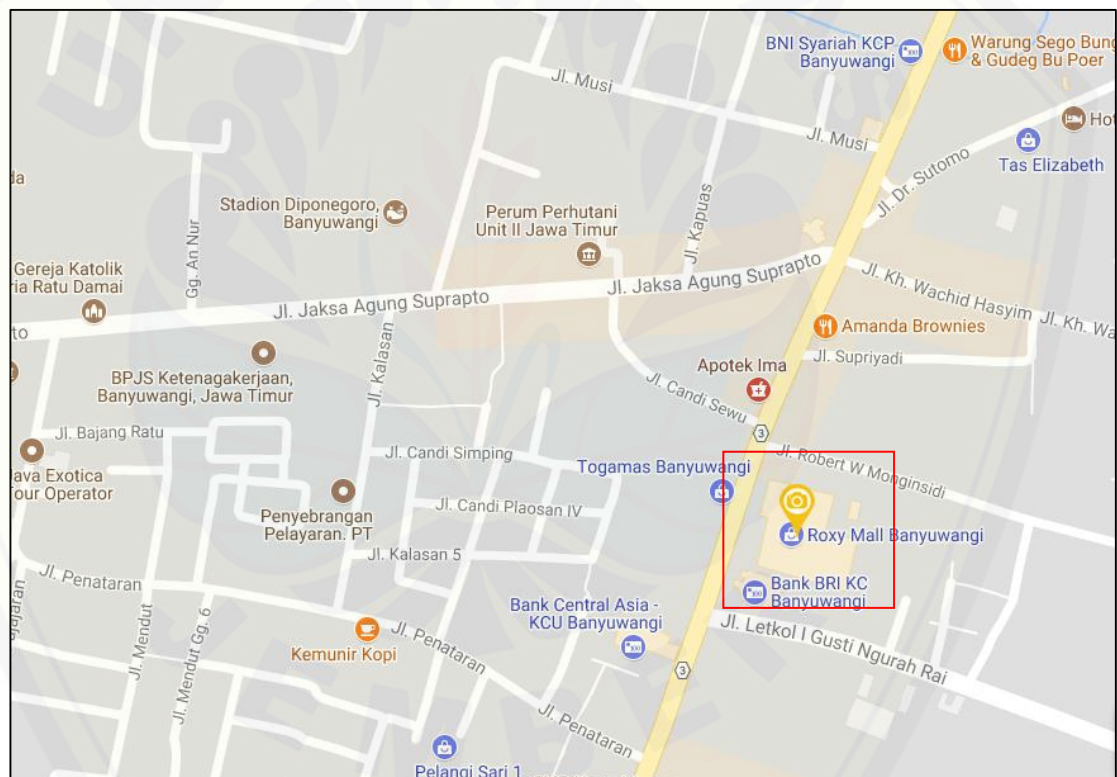 BNI Syariah KCP
Banyuwangi
Warung Sego Bung
& Gudeg Bu Poer
Jl. Musi
Jl. Musi
Hot
Tas Elizabeth
Jl. Dr. Sutomo
da
Stadion Diponegoro,
Banyuwangi
Perum Perhutani
Unit II Jawa Timur
Jl. Kapuas
Gg. An Nur
Gereja Katolik
ria Ratu Damai
Jl. Jaksa Agung Suprapto
Jl. Jaksa Agung Suprapto
Jl. Kh. Wachid Hasyim
Jl. Kh. Wa
to
Amanda Brownies
Jl. Supriyadi
BPJS Ketenagakerjaan,
Banyuwangi, Jawa Timur
Jl. Kalasan
Apotek Ima
Jl. Candi Sewu
3
Jl. Bajang Ratu
Jl. Candi Simping
Jl. Robert W Monginsidi
Togamas Banyuwangi
Java Exotica
Tour Operator
Penyebrangan
Pelayaran. PT
Jl. Candi Plaosan IV
Roxy Mall Banyuwangi
Jl. Kalasan 5
Jl. Penataran
Bank BRI KC
Banyuwangi
Bank Central Asia -
KCU Banyuwangi
Jl. Letkol I Gusti Ngurah Rai
Jl. Mendut
Jl. Mendut Gg. 6
Kemunir Kopi
Jl. Penataran
3
Jl. Penataran
Pelangi Sari 1